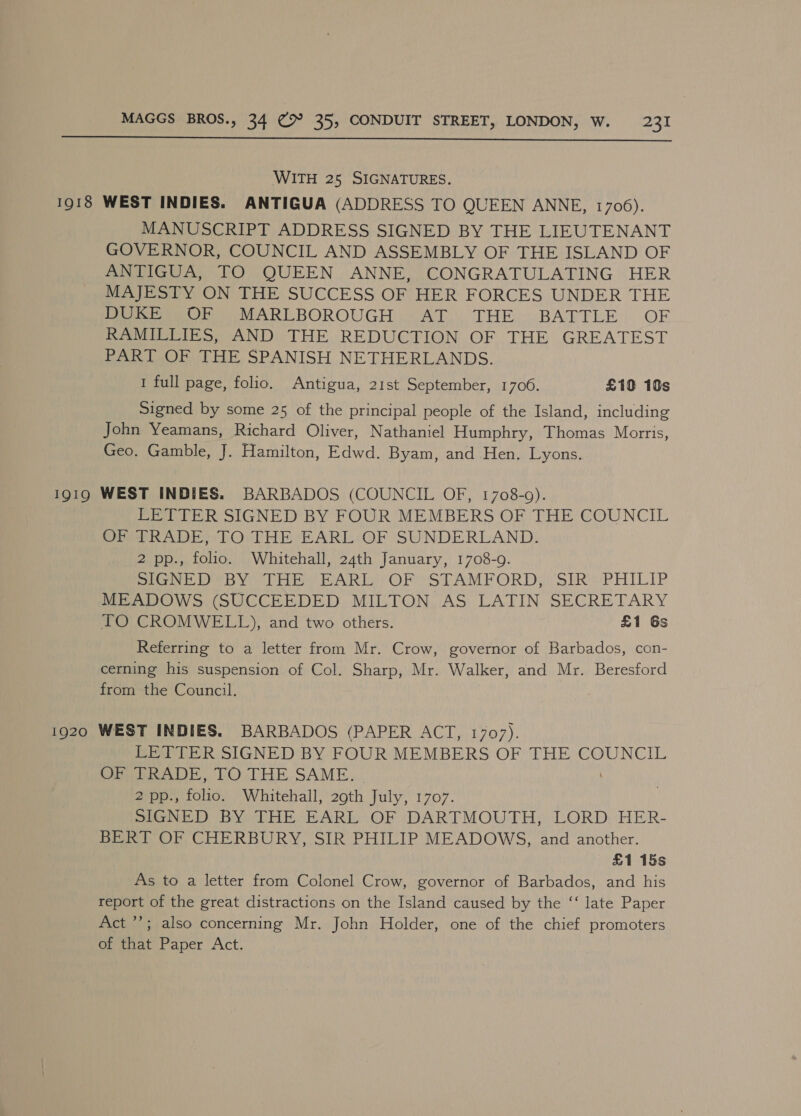 MAGGS BROS., 34 & 35, CONDUIT STREET, LONDON, W. 231
WITH 25 SIGNATURES.
1918 WEST INDIES. ANTIGUA (ADDRESS TO QUEEN ANNE, 1706).
MANUSCRIPT ADDRESS SIGNED BY THE LIEUTENANT
GOVERNOR, COUNCIL AND ASSEMBLY OF THE ISLAND OF
ANTIGUA, TO QUEEN ANNE, CONGRATULATING HER
MAJESTY ON THE SUCCESS OF HER FORCES UNDER THE
DUKE OF MARLBOROUGH AT THE BATTLE OF
RAMILLIES, AND THE REDUCTION OF THE GREATEST
PART OF THE SPANISH NETHERLANDS.
1 full page, folio. Antigua, 21st September, 1706. £10 10s
Signed by some 25 of the principal people of the Island, including
John Yeamans, Richard Oliver, Nathaniel Humphry, Thomas Morris,
Geo. Gamble, J. Hamilton, Edwd. Byam, and Hen. Lyons.
1919 WEST INDIES. BARBADOS (COUNCIL OF, 1708-9).
LETTER SIGNED BY FOUR MEMBERS OF THE COUNCIL
OF TRADE, TO THE EARL OF SUNDERLAND.
2 pp., folio. Whitehall, 24th January, 1708-9.
SIGNED BY THE EARL OF STAMFORD, SIR PHILIP
MEADOWS (SUCCEEDED MILTON AS LATIN SECRETARY
TO CROMWELL), and two others. £1 6s
Referring to a letter from Mr. Crow, governor of Barbados, con-
cerning his suspension of Col. Sharp, Mr. Walker, and Mr. Beresford
from the Council.
1920 WEST INDIES. BARBADOS (PAPER ACT, 1707).
LETTER SIGNED BY FOUR MEMBERS OF THE COUNCIL
OF TRADE, TO THE SAME.
2 pp., folio. Whitehall, 29th July, 1707.
SIGNED BY THE EARL OF DARTMOUTH, LORD HER-
BERT OF CHERBURY, SIR PHILIP MEADOWS, and another.
£1 15s
As to a letter from Colonel Crow, governor of Barbados, and his
report of the great distractions on the Island caused by the ‘‘ late Paper
Act ’’; also concerning Mr. John Holder, one of the chief promoters
of that Paper Act.